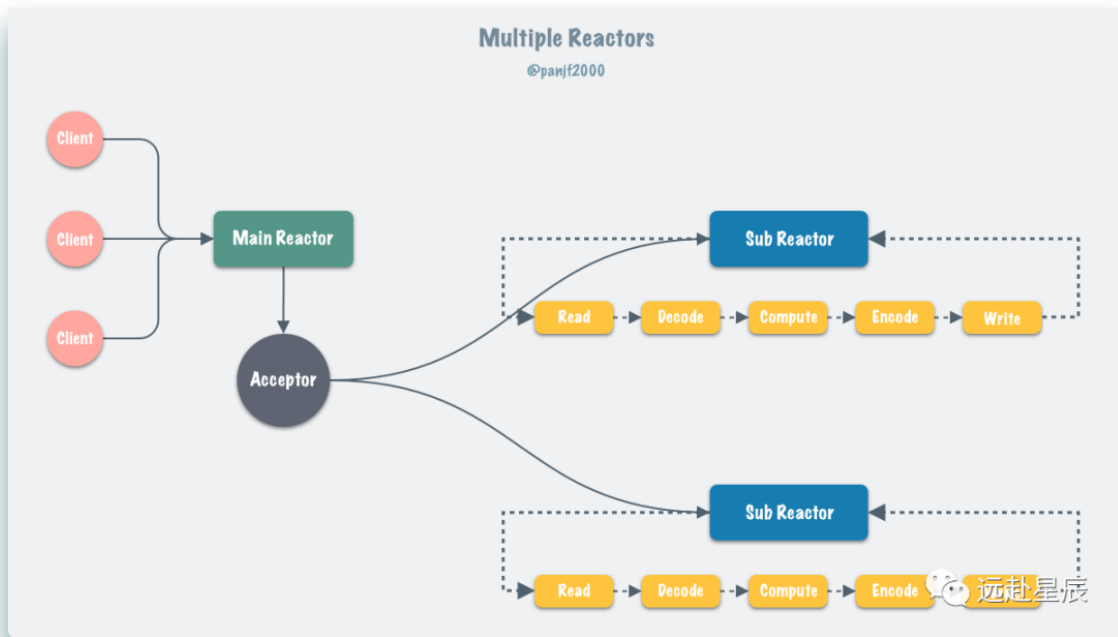 Multiple Reactors
@panjf2000
Client
Client
Client
Main Reactor
Acceptor
Sub Reactor
Read
Decode
Compute
Encode
Write
Sub Reactor
Read
Decode
Compute
Encode
远赴星辰